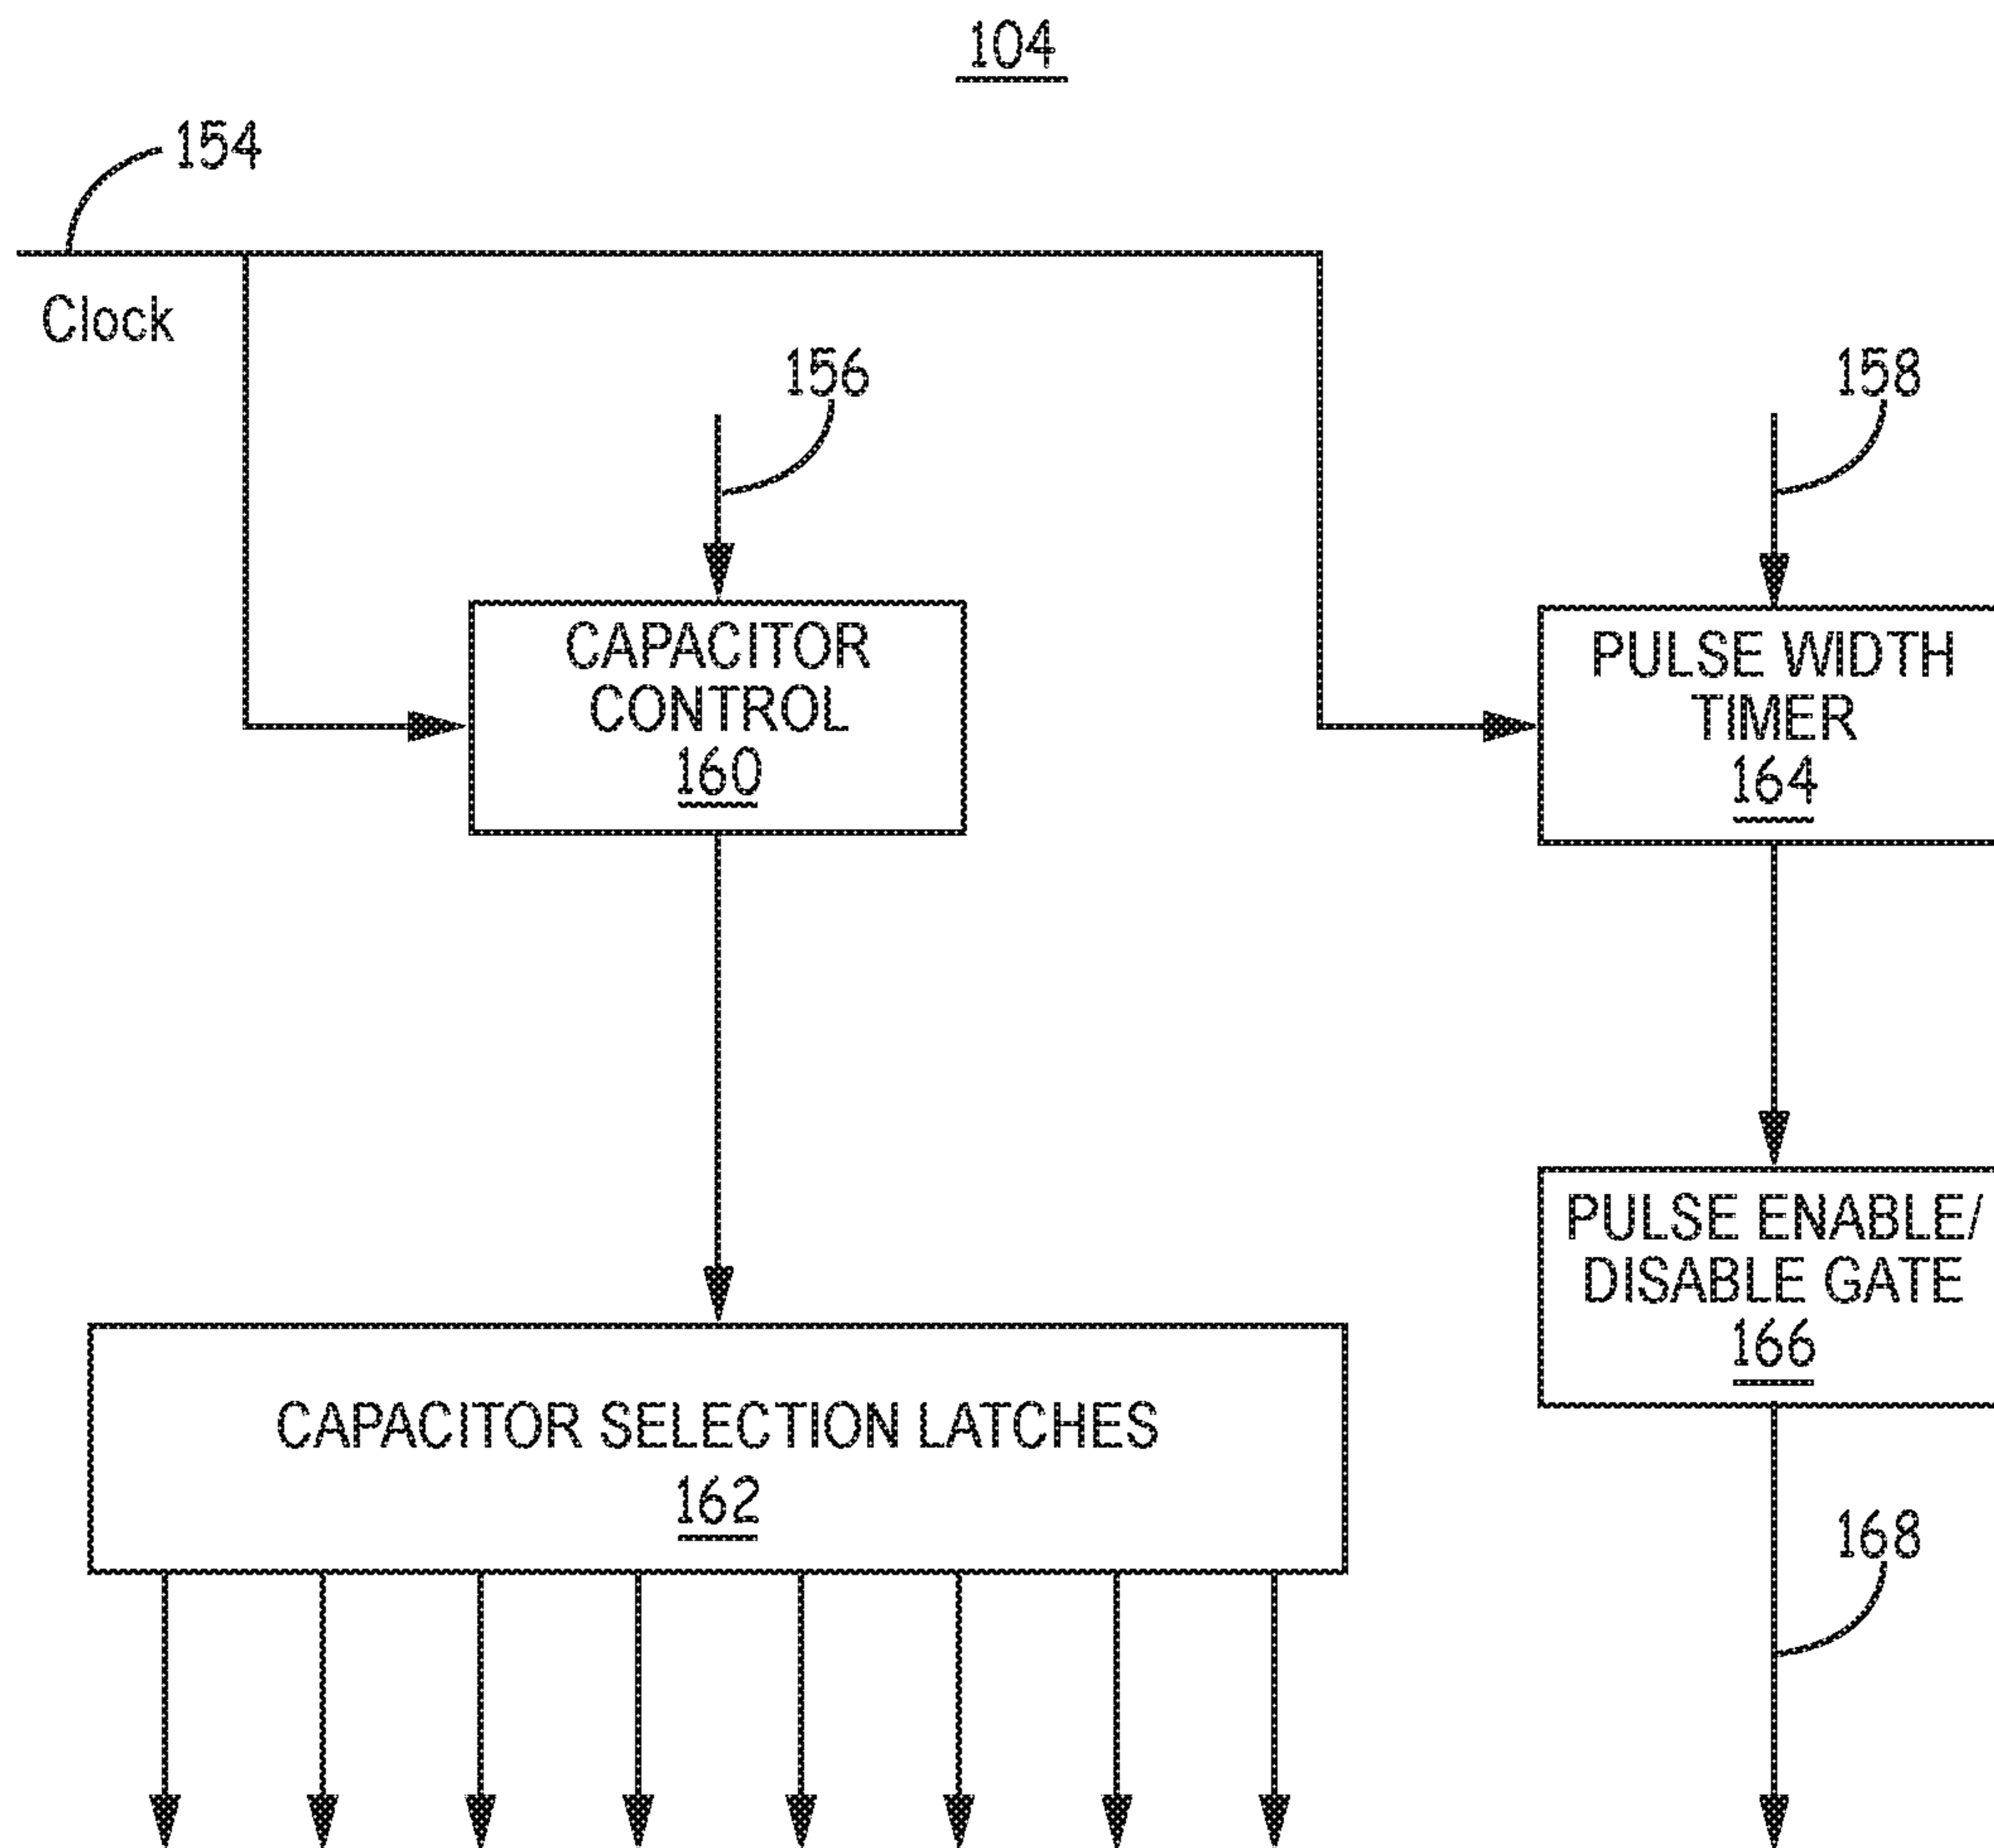 104
154
Clock
156
158
CAPACITOR
CONTROL
160
PULSE WIDTH
TIMER
164
PULSE ENABLE/
DISABLE GATE
166
CAPACITOR SELECTION LATCHES
162
168